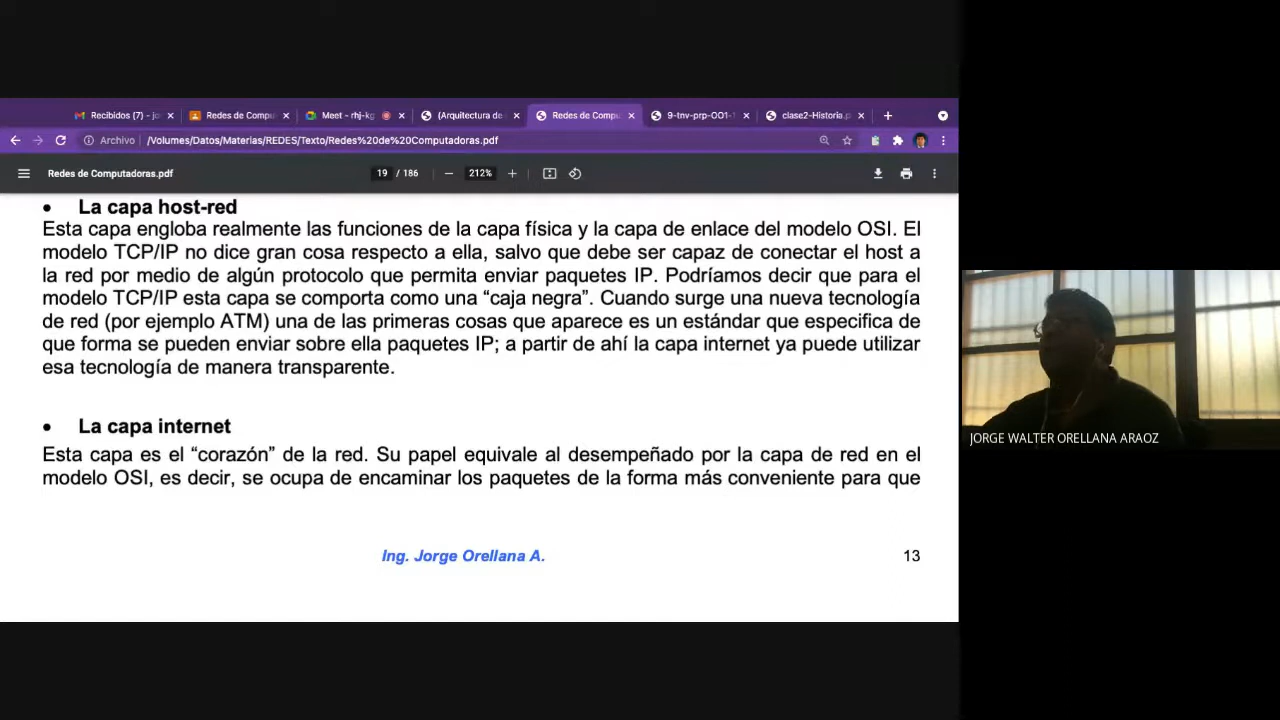 Recibidos (7) - jo
Redes de Compu
Meet - rhj-kg
(Arquitectura de
Redes de Compu
9-tnv-prp-001-1
clase2-Historia.p
Archivo
/Volumes/Datos/Materias/REDES/Texto/Redes%20de%20Computadoras.pdf
Redes de Computadoras.pdf
19 / 186
212%
• La capa host-red
Esta capa engloba realmente las funciones de la capa física y la capa de enlace del modelo OSI. El
modelo TCP/IP no dice gran cosa respecto a ella, salvo que debe ser capaz de conectar el host a
la red por medio de algún protocolo que permita enviar paquetes IP. Podríamos decir que para el
modelo TCP/IP esta capa se comporta como una “caja negra”. Cuando surge una nueva tecnología
de red (por ejemplo ATM) una de las primeras cosas que aparece es un estándar que especifica de
que forma se pueden enviar sobre ella paquetes IP; a partir de ahí la capa internet ya puede utilizar
esa tecnología de manera transparente.
• La capa internet
Esta capa es el “corazón” de la red. Su papel equivale al desempeñado por la capa de red en el
modelo OSI, es decir, se ocupa de encaminar los paquetes de la forma más conveniente para que
Ing. Jorge Orellana A.
13
JORGE WALTER ORELLANA ARAOZ